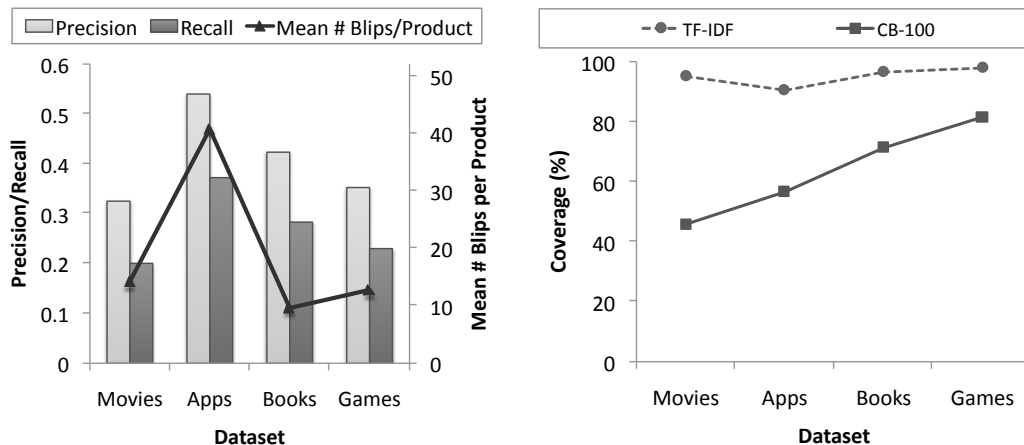 Precision Recall Mean # Blips/Product
0.6
0.5
0.4
0.3
0.2
0.1
0
Precision/Recall
50
40
30
20
10
0
Mean # Blips per Product
Movies Apps Books Games
Dataset
TF-IDF CB-100
100
80
60
40
20
0
Coverage (%)
Movies Apps Books Games
Dataset